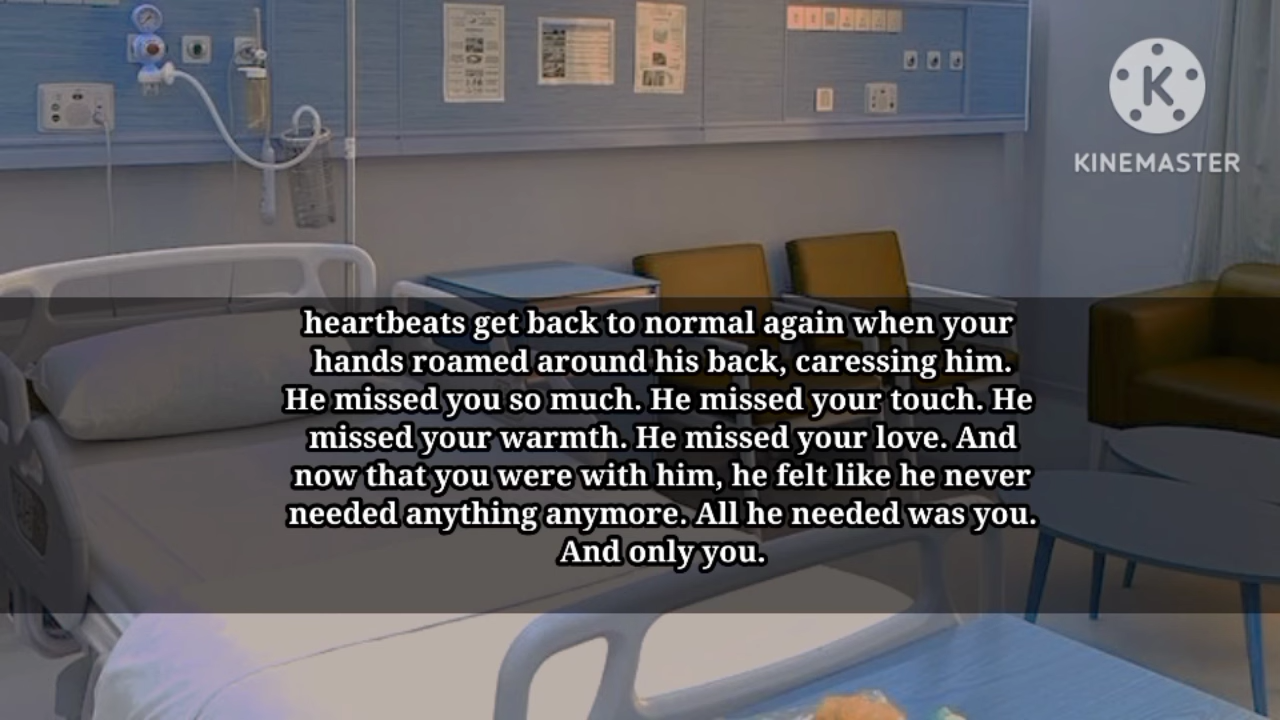 KINEMASTER
heartbeats get back to normal again when your
hands roamed around his back, caressing him.
He missed you so much. He missed your touch. He
missed your warmth. He missed your love. And
now that you were with him, he felt like he never
needed anything anymore. All he needed was you.
And only you.